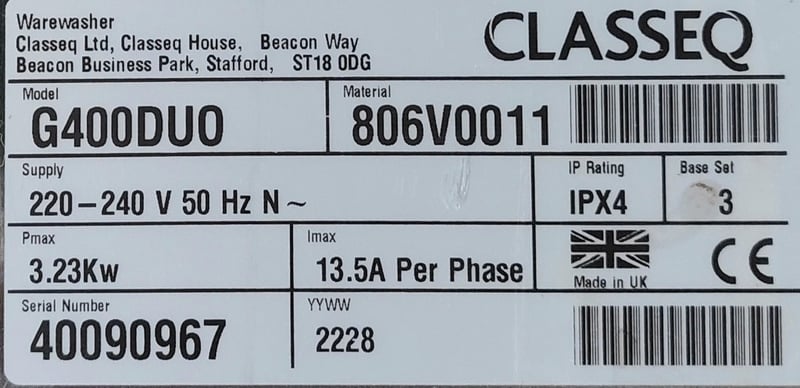 Warewasher
Classeq Ltd, Classeq House, Beacon Way
Beacon Business Park, Stafford, ST18 0DG
CLASSEQ
Model
G400DUO
Material
806V0011
Supply
220-240 V 50 Hz N ~
IP Rating
IPX4
Base Set
3
Pmax
3.23Kw
Imax
13.5A Per Phase
Made in UK
CE
Serial Number
40090967
YYWW
2228